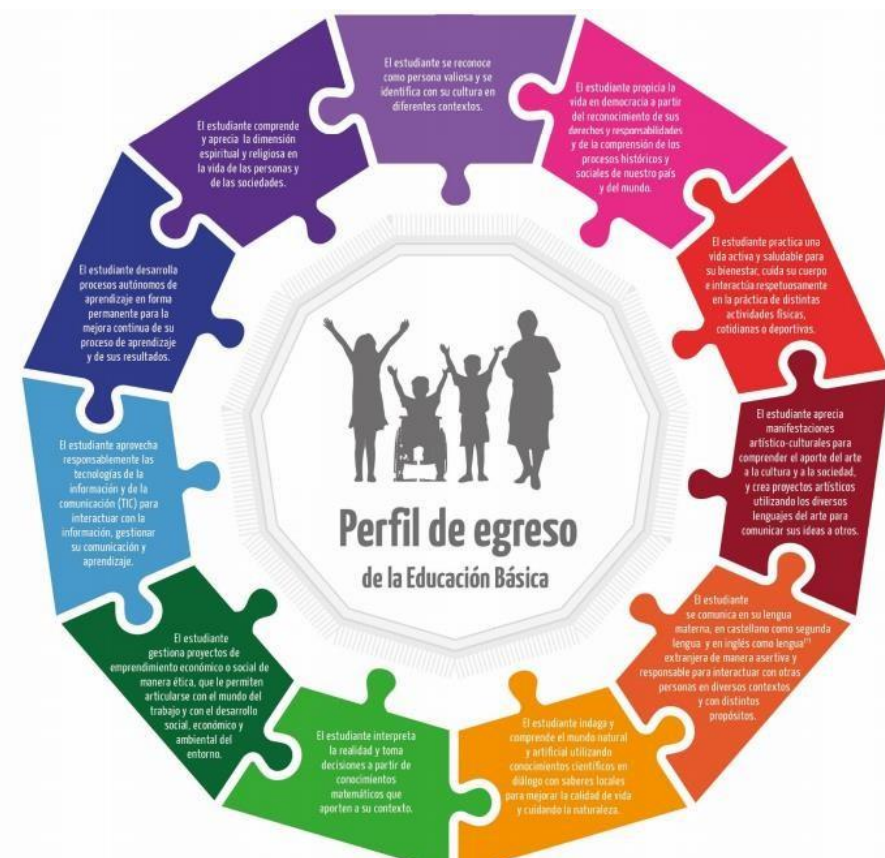 El estudiante se reconoce
como persona valiosa y se
identifica con su cultura en
diferentes contextos.
El estudiante propicia la
vida en democracia a partir
del reconocimiento de sus
derechos y responsabilidades
y de la comprensión de los
procesos históricos y
sociales de nuestro país
y del mundo.
El estudiante practica una
vida activa y saludable para
su bienestar, cuida su cuerpo
e interactúa respetuosamente
en la práctica de distintas
actividades físicas,
cotidianas o deportivas.
El estudiante aprecia
manifestaciones
artístico-culturales para
comprender el aporte del arte
a la cultura y a la sociedad,
y crea proyectos artísticos
utilizando los diversos
lenguajes del arte para
comunicar sus ideas a otros.
El estudiante
se comunica en su lengua
materna, en castellano como segunda
lengua y en inglés como lengua(*)
extranjera de manera asertiva y
responsable para interactuar con otras
personas en diversos contextos
y con distintos
propósitos.
El estudiante indaga y
comprende el mundo natural
y artificial utilizando
conocimientos científicos en
diálogo con saberes locales
para mejorar la calidad de vida
y cuidando la naturaleza.
El estudiante interpreta
la realidad y toma
decisiones a partir de
conocimientos
matemáticos que
aporten a su contexto.
El estudiante
gestiona proyectos de
emprendimiento económico o social de
manera ética, que le permiten
articularse con el mundo del
trabajo y con el desarrollo
social, económico y
ambiental del
entorno.
El estudiante aprovecha
responsablemente las
tecnologías de la
información y de la
comunicación (TIC) para
interactuar con la
información, gestionar
su comunicación y
aprendizaje.
El estudiante desarrolla
procesos autónomos de
aprendizaje en forma
permanente para la
mejora continua de su
proceso de aprendizaje
y de sus resultados.
El estudiante comprende
y aprecia la dimensión
espiritual y religiosa en
la vida de las personas y
de las sociedades.
Perfil de egreso
de la Educación Básica